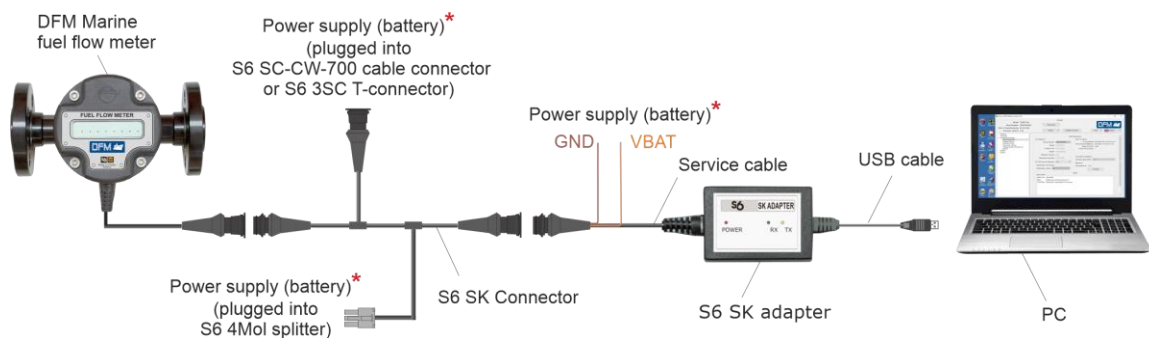 DFM Marine
fuel flow meter
FUEL FLOW METER
DFM
Power supply (battery)*
(plugged into
S6 SC-CW-700 cable connector
or S6 3SC T-connector)
Power supply (battery)*
GND
VBAT
Service cable
USB cable
S6
SK ADAPTER
POWER
RX
TX
Power supply (battery)*
(plugged into
S6 4Mol splitter)
S6 SK Connector
S6 SK adapter
PC